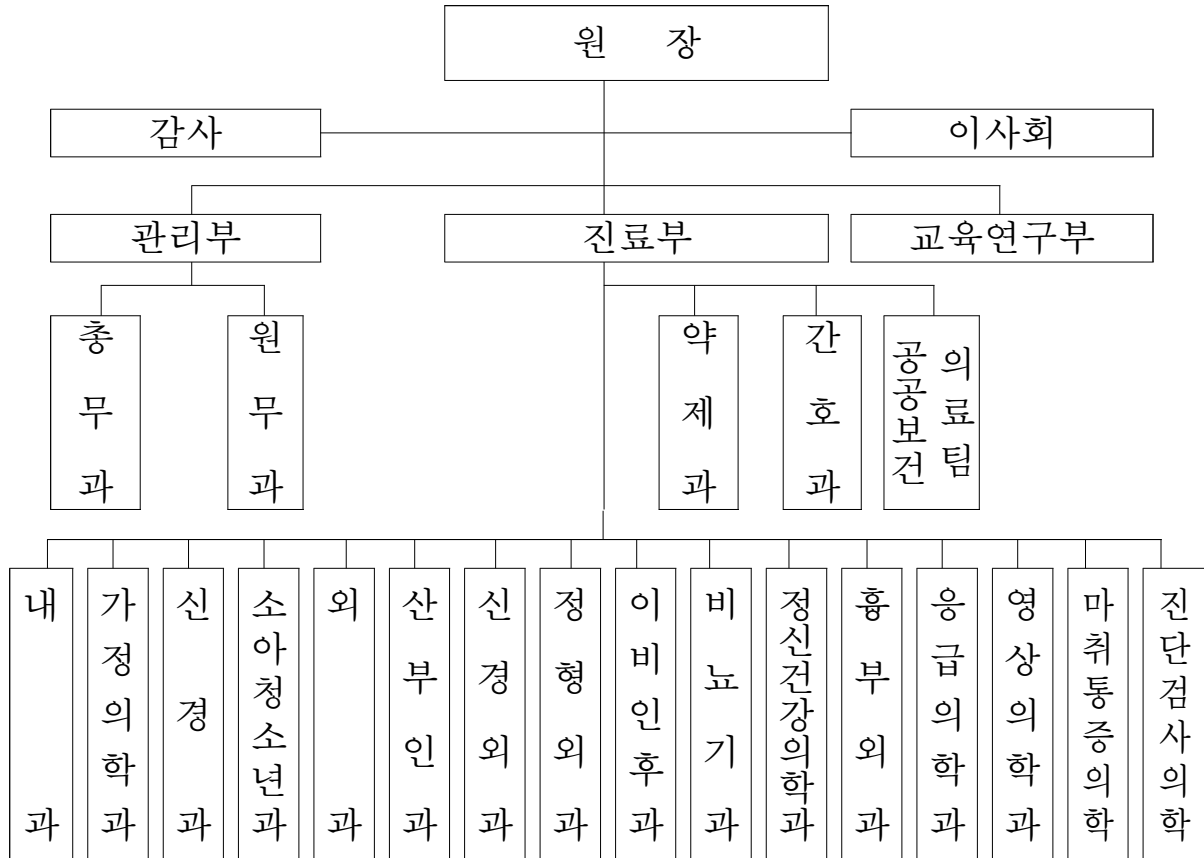 원 장
감사
이사회
관리부
진료부
교육연구부
총무과
원무과
약제과
간호과
공공보건
의료팀
내과
가정의학과
신경과
소아청소년과
외과
산부인과
신경외과
정형외과
이비인후과
비뇨기과
정신건강의학과
흉부외과
응급의학과
영상의학과
마취통증의학
진단검사의학